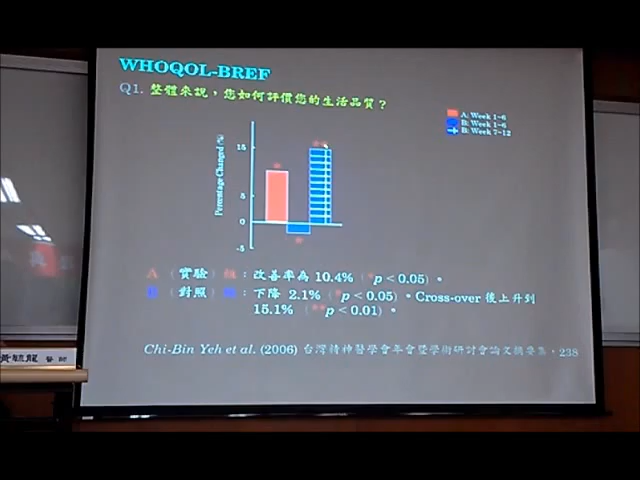 WHOQOL-BREF
Q1. 整體來說，您如何評價您的生活品質？
A: Week 1~6
B: Week 1~6
B: Week 7~12
Percentage Changed (%)
15
5
0
-5
A （實驗） 組：改善率為 10.4% (*p < 0.05)。
B （對照） 組：下降 2.1% (*p < 0.05)。Cross-over 後上升到
15.1% (**p < 0.01)。
Chi-Bin Yeh et al. (2006) 台灣精神醫學會年會暨學術研討會論文摘要集，238
黃毓龍 醫師